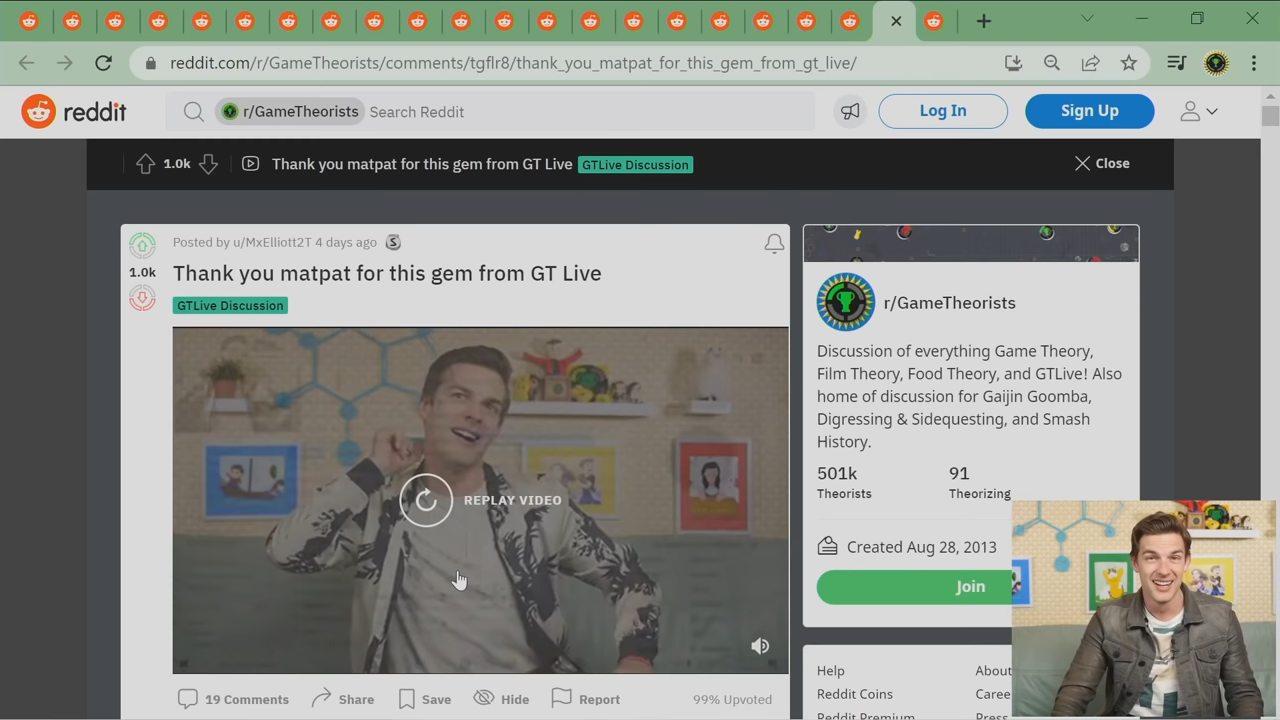 reddit.com/r/GameTheorists/comments/tgflr8/thank_you_matpat_for_this_gem_from_gt_live/
reddit
r/GameTheorists
Search Reddit
Log In
Sign Up
1.0k
Thank you matpat for this gem from GT Live
GTLive Discussion
Close
Posted by u/MxElliott2T 4 days ago
1.0k
Thank you matpat for this gem from GT Live
GTLive Discussion
REPLAY VIDEO
19 Comments
Share
Save
Hide
Report
99% Upvoted
r/GameTheorists
Discussion of everything Game Theory,
Film Theory, Food Theory, and GTLive! Also
home of discussion for Gaijin Goomba,
Digressing & Sidequesting, and Smash
History.
501k
Theorists
91
Theorizing
Created Aug 28, 2013
Join
Help
Reddit Coins
Reddit Premium
About
Caree
Press